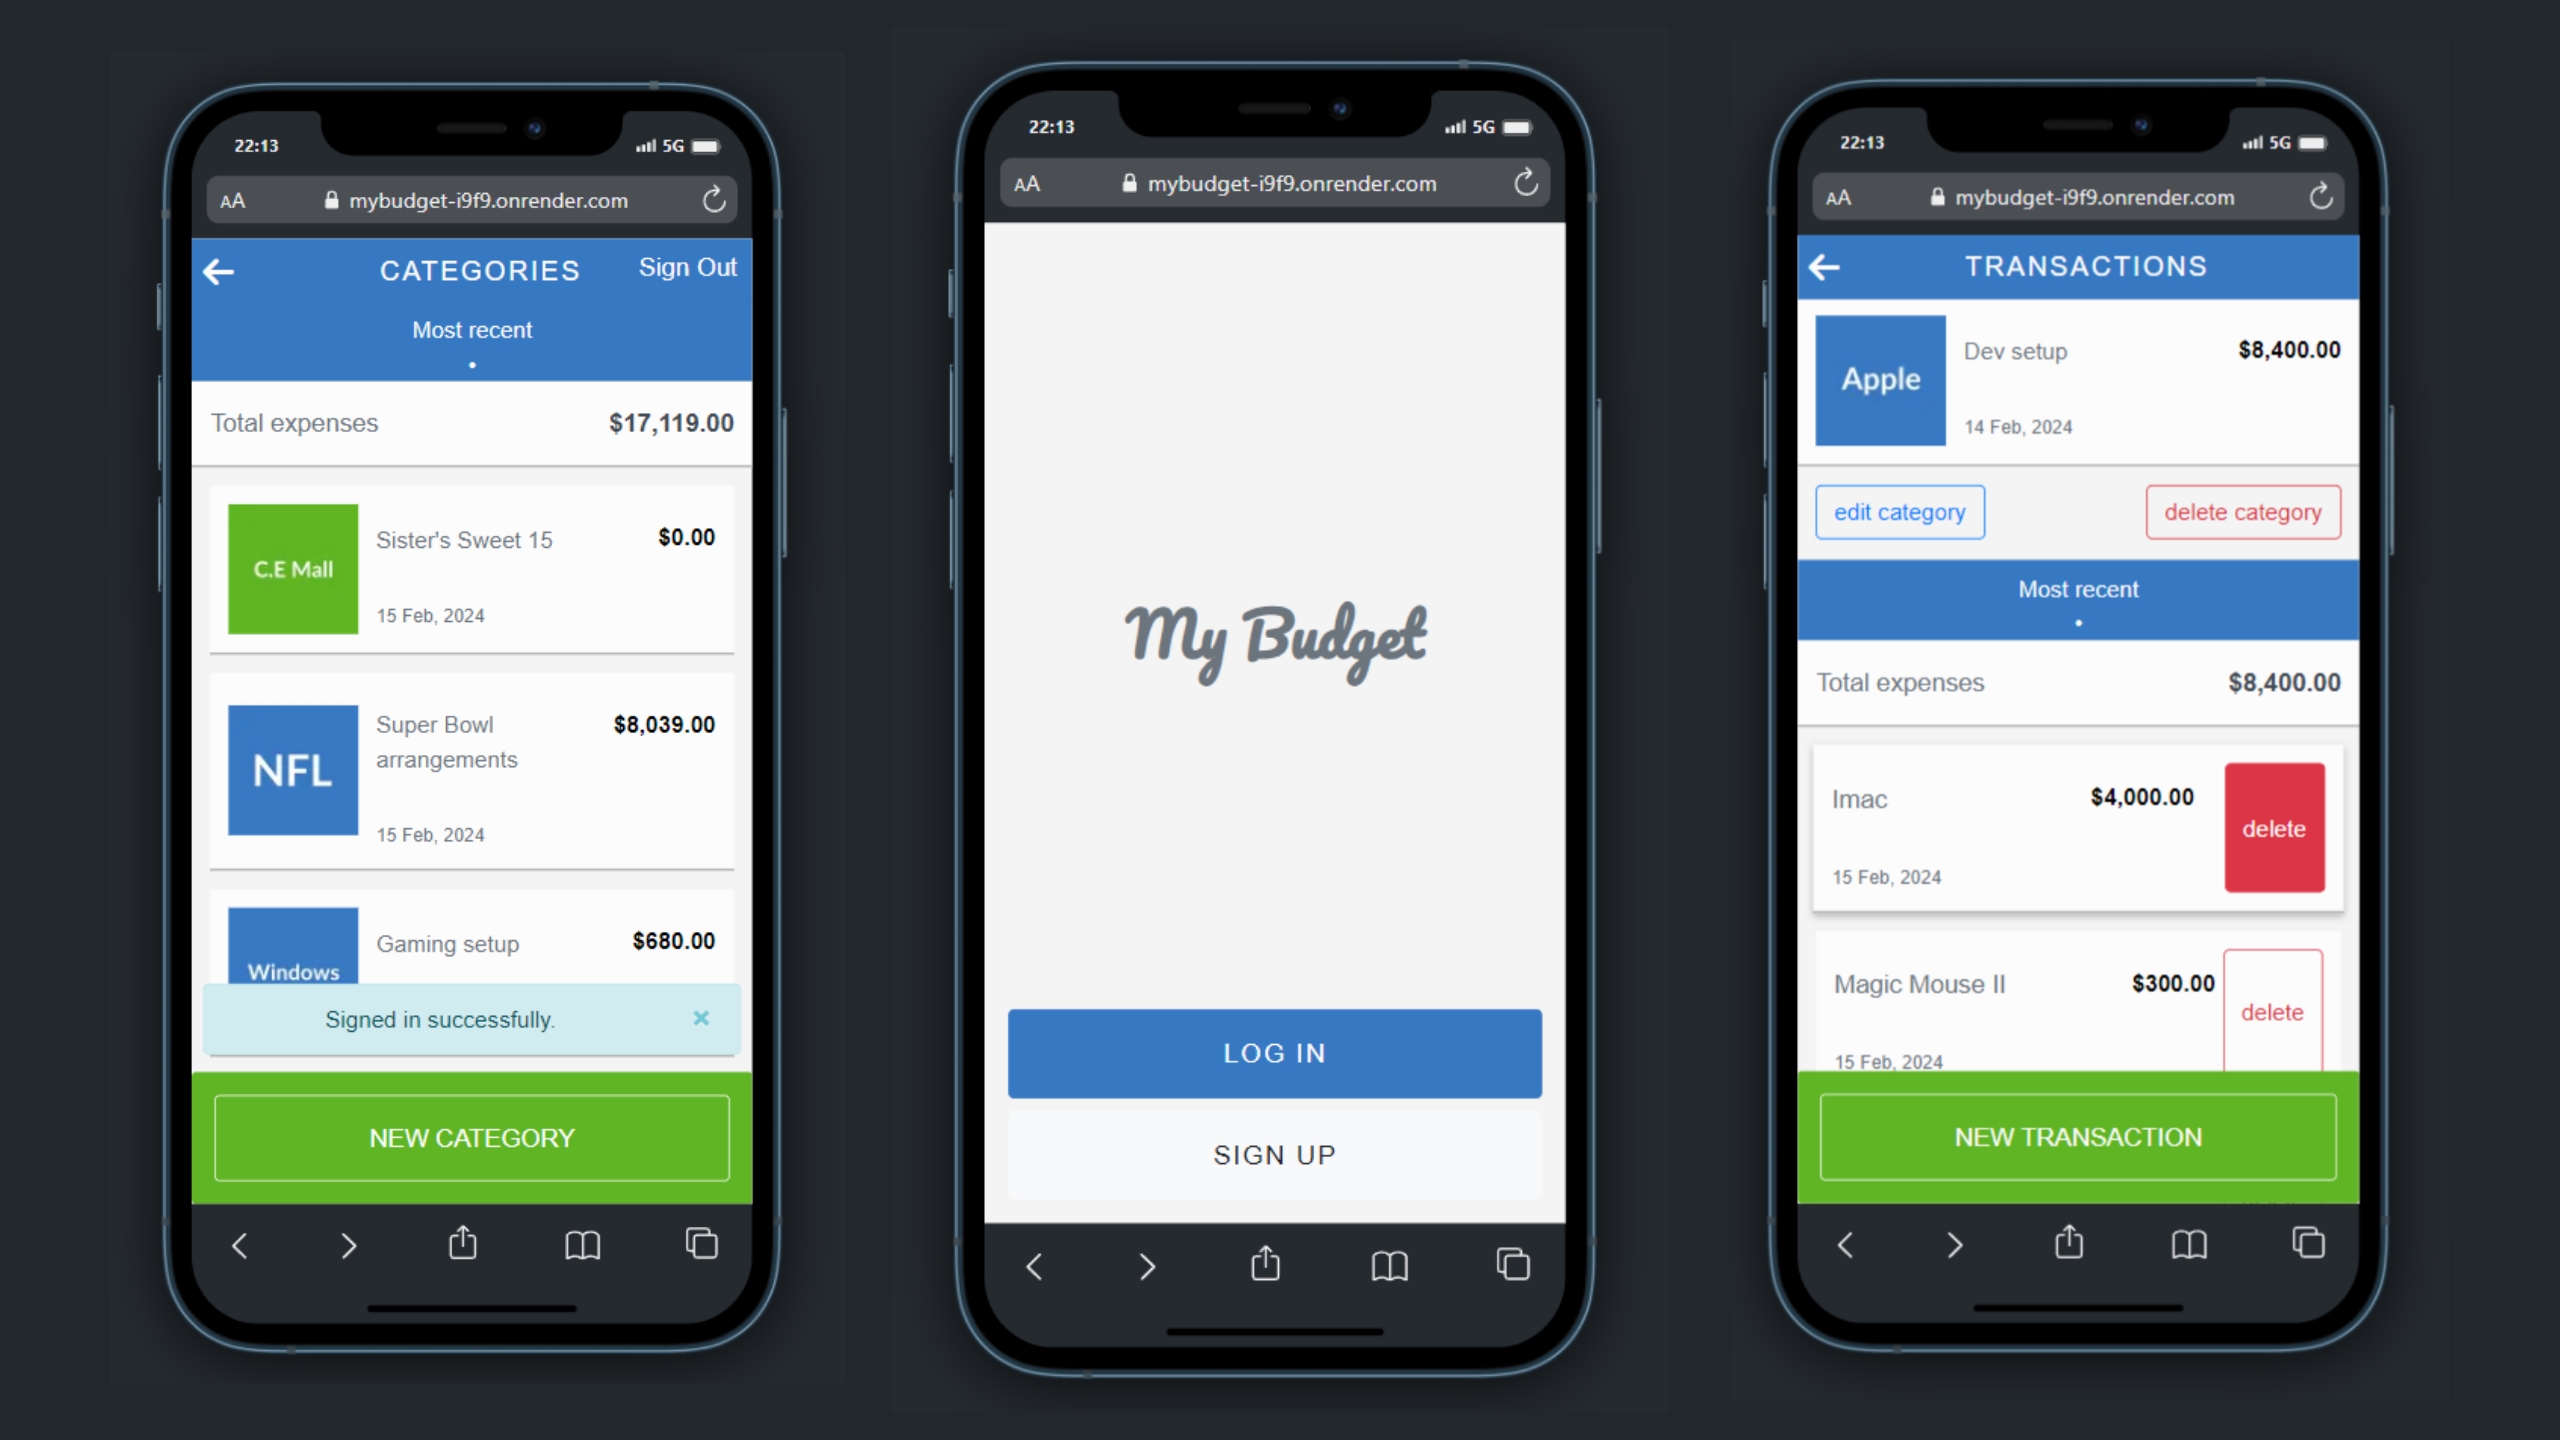 22:13
5G
AA
mybudget-i9f9.onrender.com
CATEGORIES
Sign Out
Most recent
Total expenses
$17,119.00
C.E Mall
Sister's Sweet 15
$0.00
15 Feb, 2024
NFL
Super Bowl
arrangements
$8,039.00
15 Feb, 2024
Windows
Gaming setup
$680.00
Signed in successfully.
×
NEW CATEGORY
22:13
5G
AA
mybudget-i9f9.onrender.com
My Budget
LOG IN
SIGN UP
22:13
5G
AA
mybudget-i9f9.onrender.com
TRANSACTIONS
Apple
Dev setup
$8,400.00
14 Feb, 2024
edit category
delete category
Most recent
Total expenses
$8,400.00
Imac
$4,000.00
delete
15 Feb, 2024
Magic Mouse II
$300.00
delete
15 Feb, 2024
NEW TRANSACTION